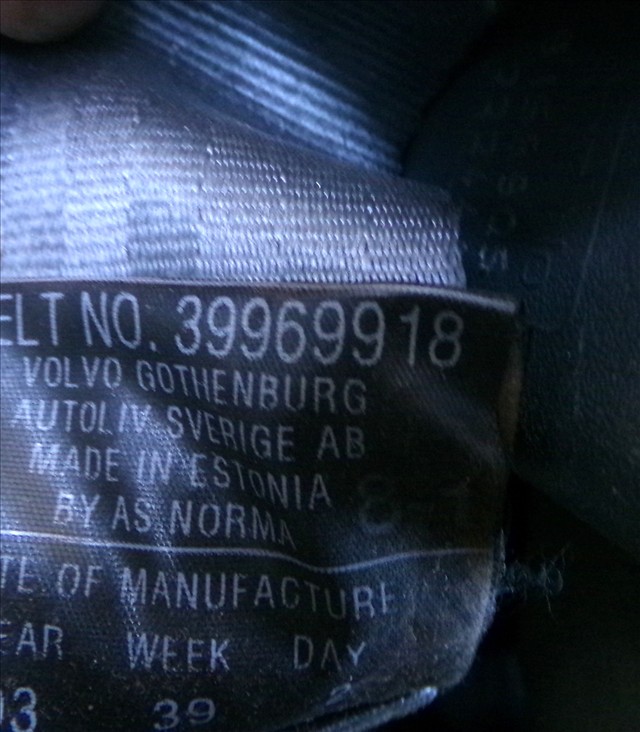 ELT NO. 39969918
VOLVO GOTHENBURG
AUTOLIV SVERIGE AB
MADE IN ESTONIA
BY AS NORMA
TE OF MANUFACTURE
EAR WEEK DAY
03 39 2